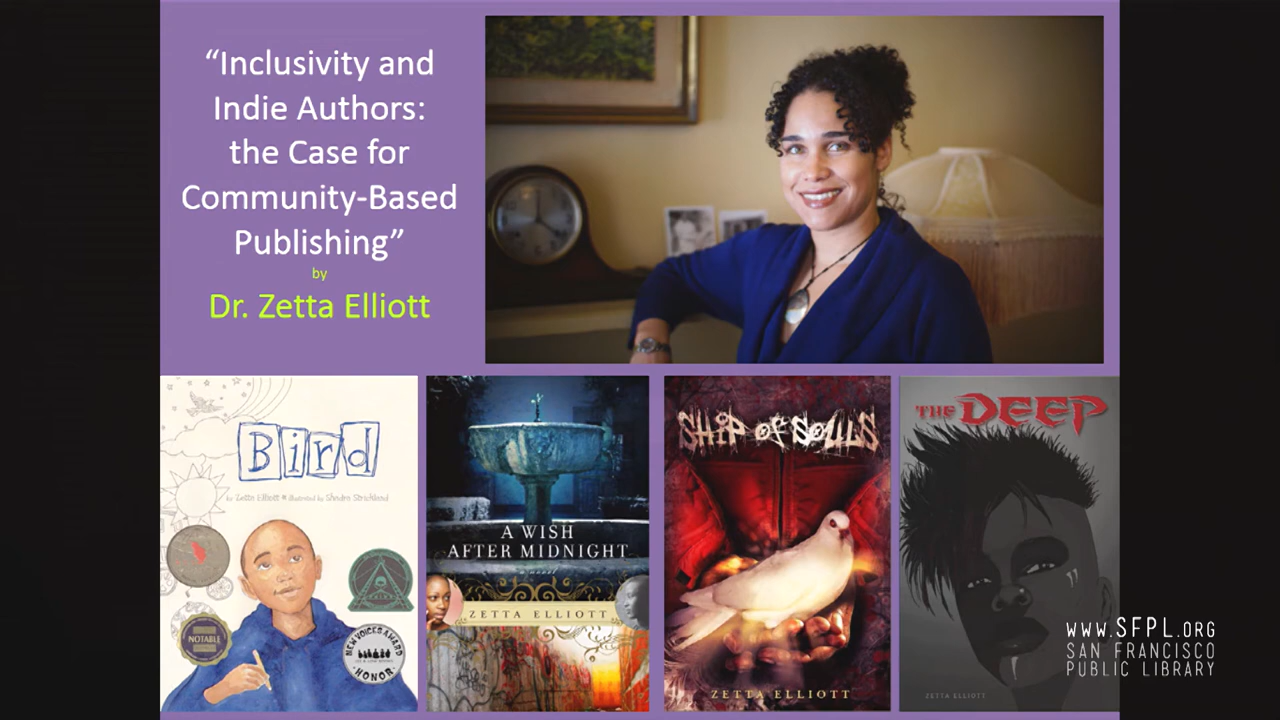 “Inclusivity and
Indie Authors:
the Case for
Community-Based
Publishing”
by
Dr. Zetta Elliott
Bird
by Zetta Elliott * illustrated by Shadra Strickland
NOTABLE
NEW VOICES AWARD
HONOR
A WISH
AFTER MIDNIGHT
ZETTA ELLIOTT
SHIP OF SOULS
ZETTA ELLIOTT
THE DEEP
ZETTA ELLIOTT
WWW.SFPL.ORG
SAN FRANCISCO
PUBLIC LIBRARY